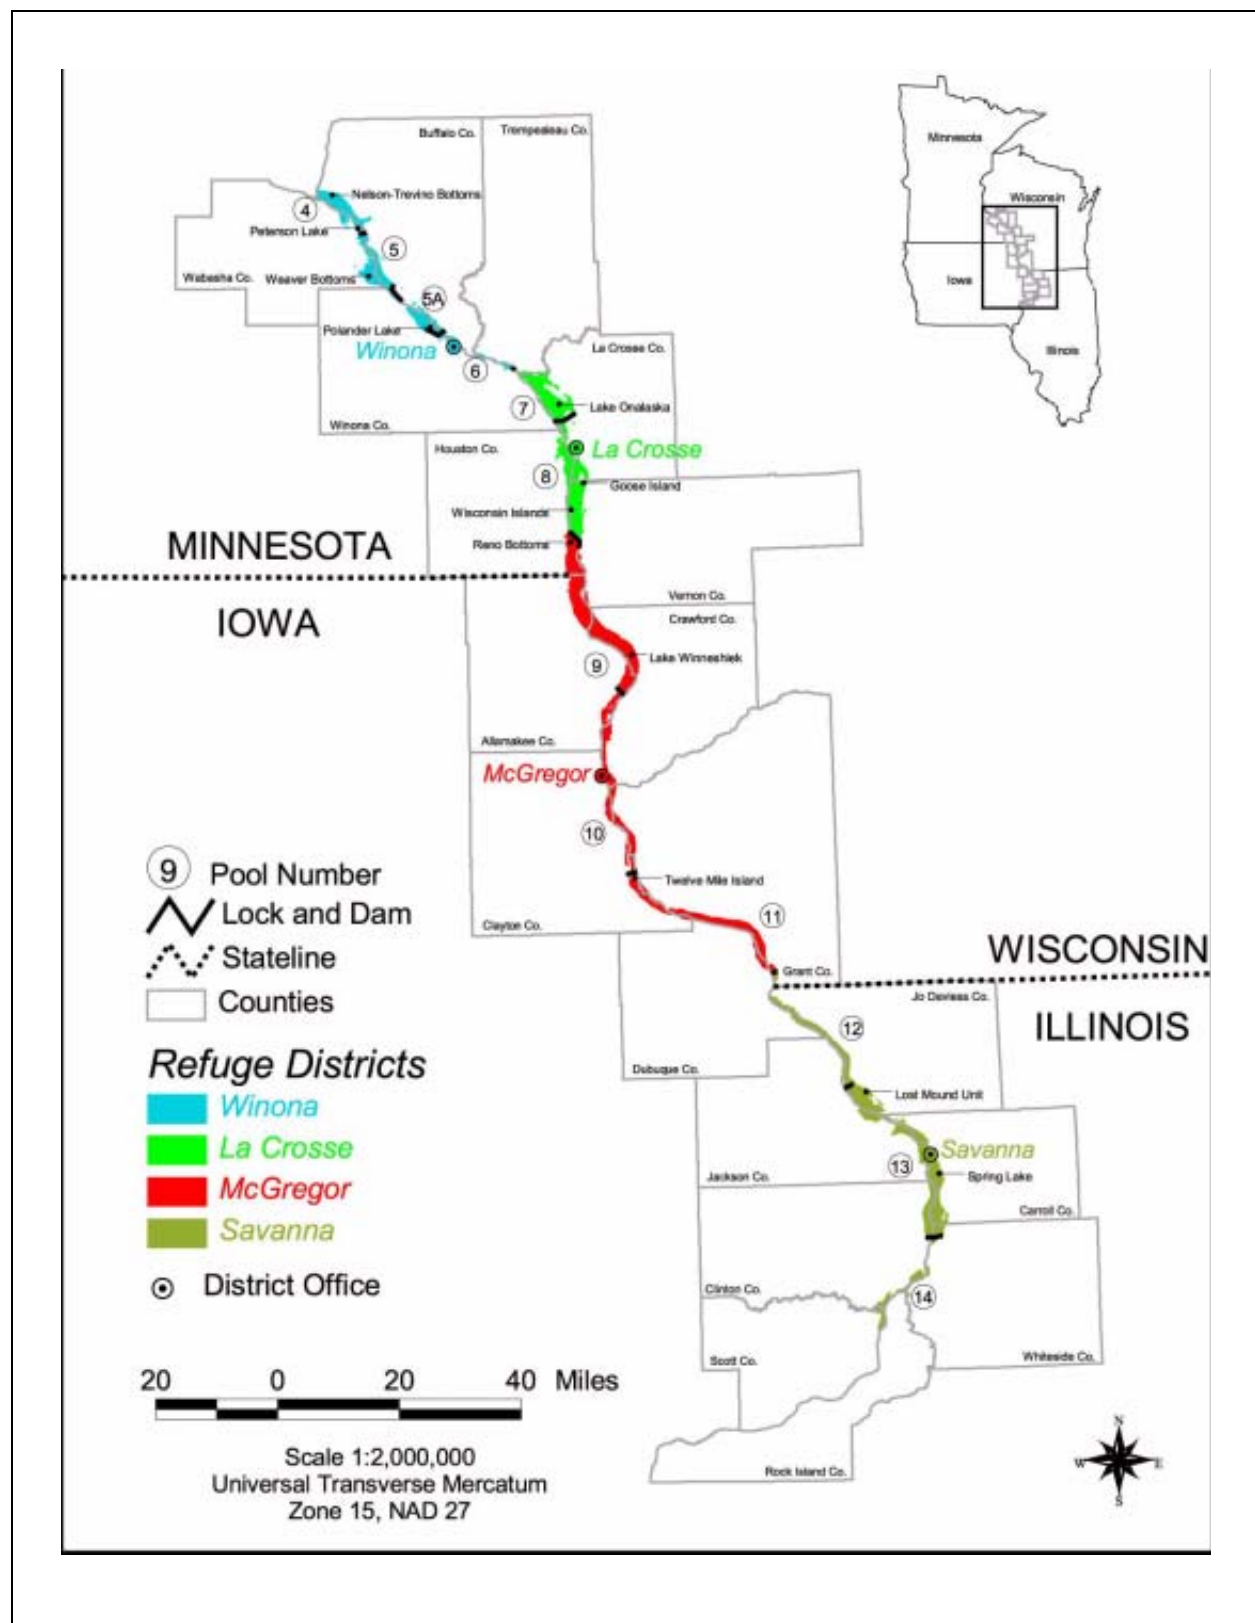 Minnesota
Wisconsin
Iowa
Illinois
Buffalo Co.
Trempealeau Co.
Nelson-Trevino Bottoms
4
Peterson Lake
5
Wabasha Co.
Weaver Bottoms
5A
Polander Lake
Winona
6
La Crosse Co.
7
Lake Onalaska
Winona Co.
Houston Co.
La Crosse
8
Goose Island
Wisconsin Islands
Reno Bottoms
MINNESOTA
IOWA
Vernon Co.
Crawford Co.
9
Lake Winneshiek
Allamakee Co.
McGregor
10
Twelve Mile Island
11
Clayton Co.
WISCONSIN
Grant Co.
Jo Daviess Co.
ILLINOIS
12
Dubuque Co.
Lost Mound Unit
Savanna
13
Jackson Co.
Spring Lake
Carroll Co.
Clinton Co.
14
Scott Co.
Whiteside Co.
Rock Island Co.
9 Pool Number
Lock and Dam
Stateline
Counties
Refuge Districts
Winona
La Crosse
McGregor
Savanna
District Office
20 0 20 40 Miles
Scale 1:2,000,000
Universal Transverse Mercatum
Zone 15, NAD 27
N
W E
S